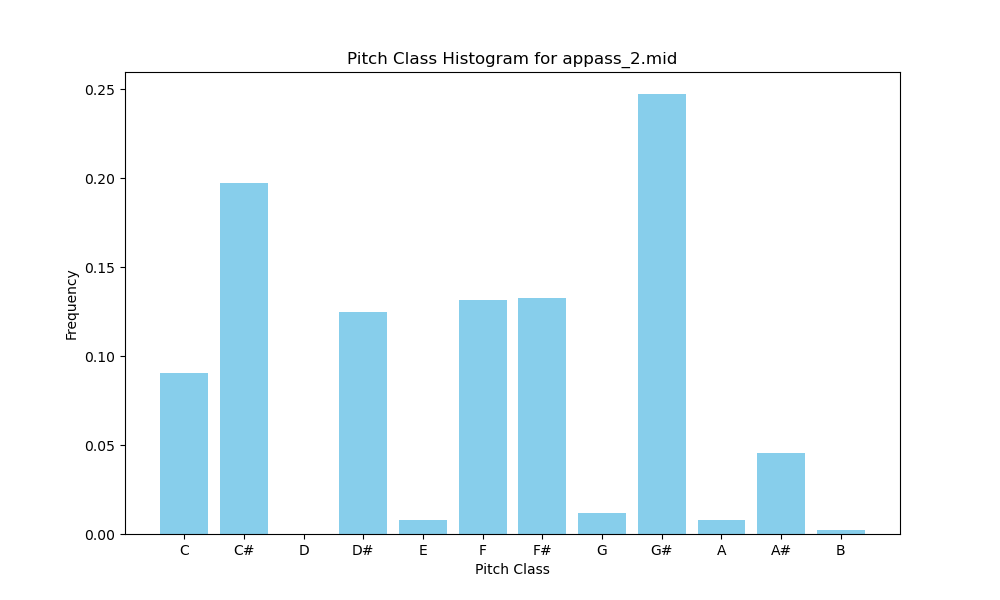 Pitch Class Histogram for appass_2.mid
Frequency
0.25
0.20
0.15
0.10
0.05
0.00
C C# D D# E F F# G G# A A# B
Pitch Class